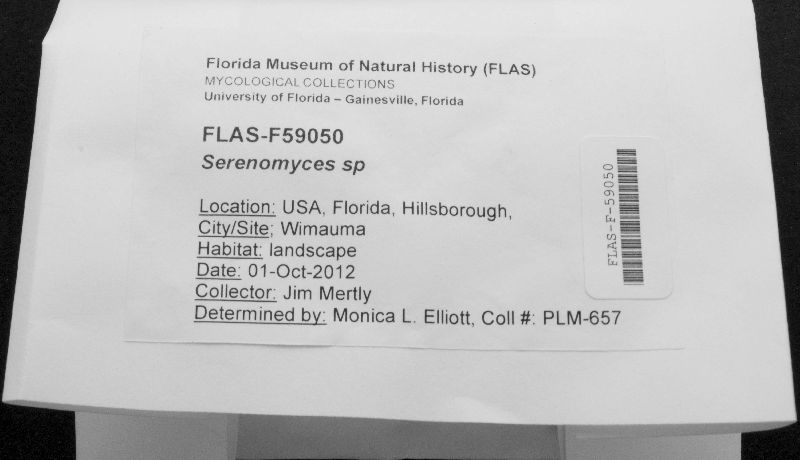 Florida Museum of Natural History (FLAS)
MYCOLOGICAL COLLECTIONS
University of Florida – Gainesville, Florida
FLAS-F59050
Serenomyces sp
Location: USA, Florida, Hillsborough,
City/Site: Wimauma
Habitat: landscape
Date: 01-Oct-2012
Collector: Jim Mertly
Determined by: Monica L. Elliott, Coll #: PLM-657
FLAS-F-59050